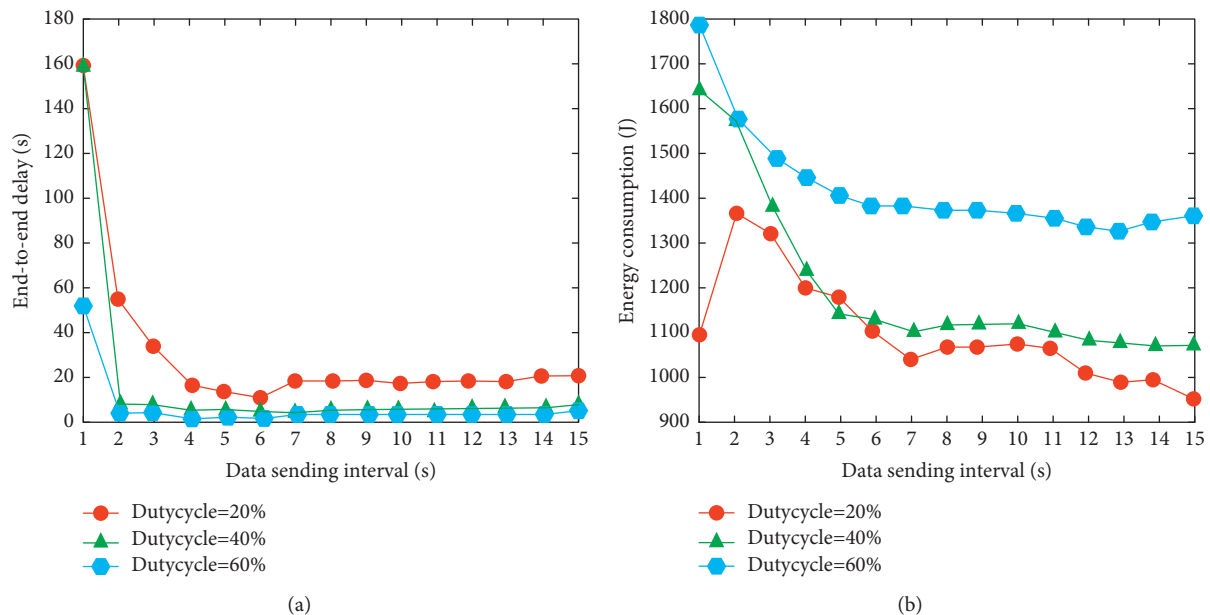 180
160
140
120
100
80
60
40
20
0
End-to-end delay (s)
1 2 3 4 5 6 7 8 9 10 11 12 13 14 15
Data sending interval (s)
Dutycycle=20%
Dutycycle=40%
Dutycycle=60%
(a)
1800
1700
1600
1500
1400
1300
1200
1100
1000
900
Energy consumption (J)
1 2 3 4 5 6 7 8 9 10 11 12 13 14 15
Data sending interval (s)
Dutycycle=20%
Dutycycle=40%
Dutycycle=60%
(b)